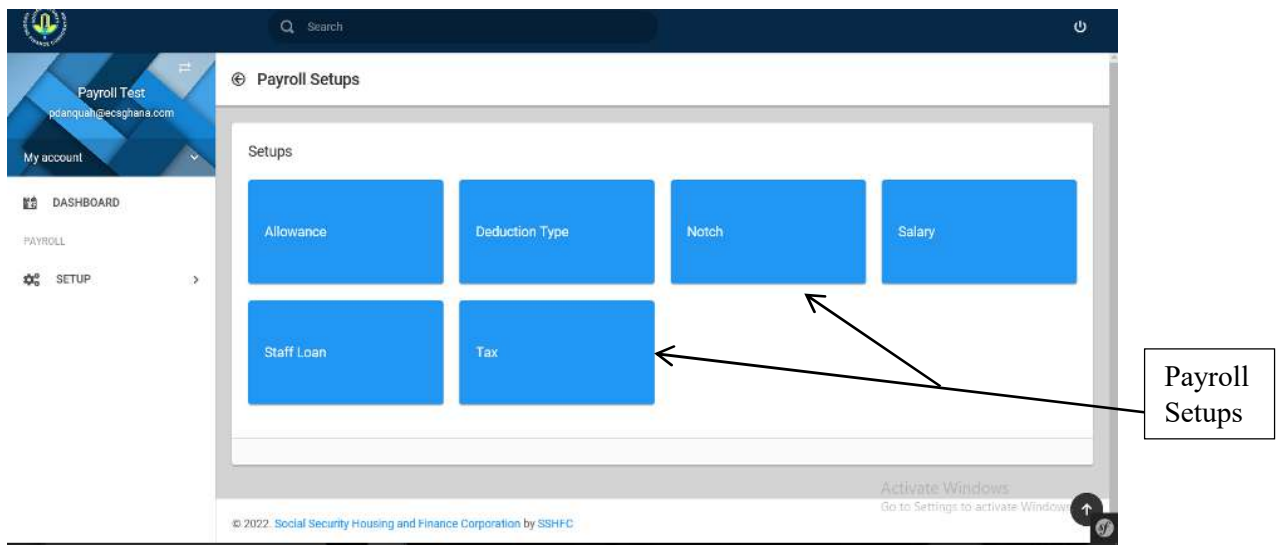 Search
Payroll Setups
Payroll Test
pdanquah@ecsghana.com
My account
DASHBOARD
PAYROLL
SETUP
Setups
Allowance
Deduction Type
Notch
Salary
Staff Loan
Tax
Payroll
Setups
Activate Windows
Go to Settings to activate Windows
© 2022. Social Security Housing and Finance Corporation by SSHFC